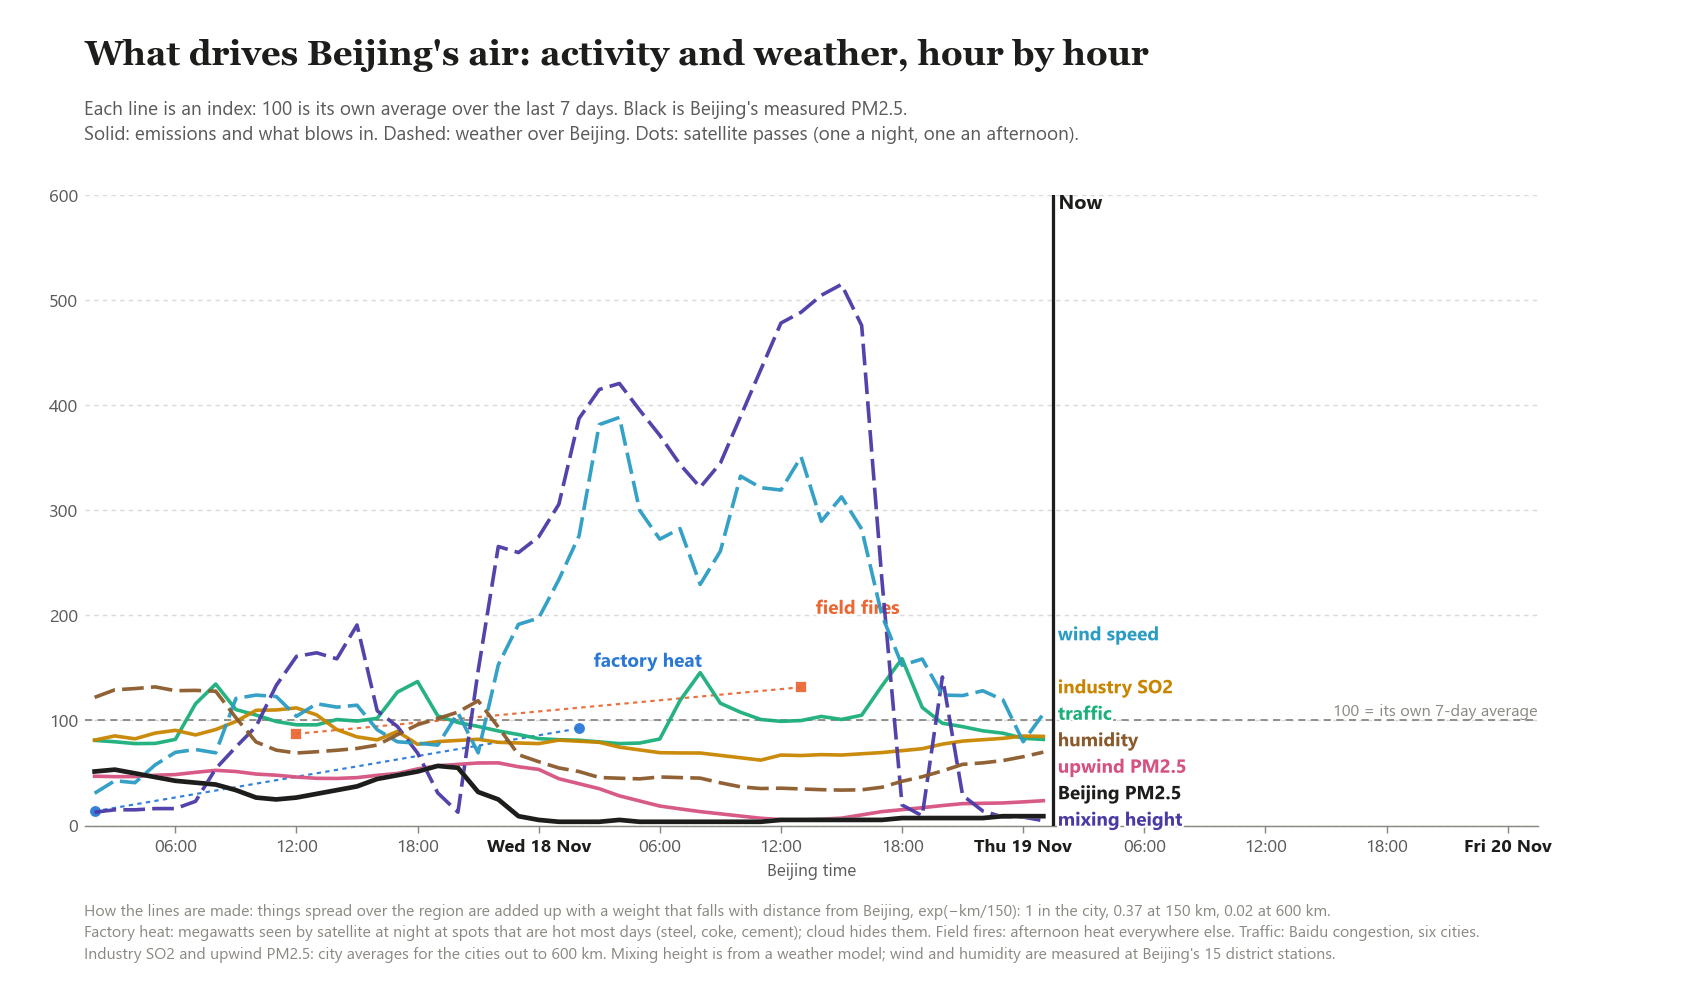 What drives Beijing's air: activity and weather, hour by hour
Each line is an index: 100 is its own average over the last 7 days. Black is Beijing's measured PM2.5.
Solid: emissions and what blows in. Dashed: weather over Beijing. Dots: satellite passes (one a night, one an afternoon).
600
Now
500
400
300
200
field fires
wind speed
factory heat
industry SO2
100
traffic
100 = its own 7-day average
humidity
upwind PM2.5
Beijing PM2.5
mixing height
0
06:00 12:00 18:00 Wed 18 Nov 06:00 12:00 18:00 Thu 19 Nov 06:00 12:00 18:00 Fri 20 Nov
Beijing time
How the lines are made: things spread over the region are added up with a weight that falls with distance from Beijing, exp(−km/150): 1 in the city, 0.37 at 150 km, 0.02 at 600 km.
Factory heat: megawatts seen by satellite at night at spots that are hot most days (steel, coke, cement); cloud hides them. Field fires: afternoon heat everywhere else. Traffic: Baidu congestion, six cities.
Industry SO2 and upwind PM2.5: city averages for the cities out to 600 km. Mixing height is from a weather model; wind and humidity are measured at Beijing's 15 district stations.